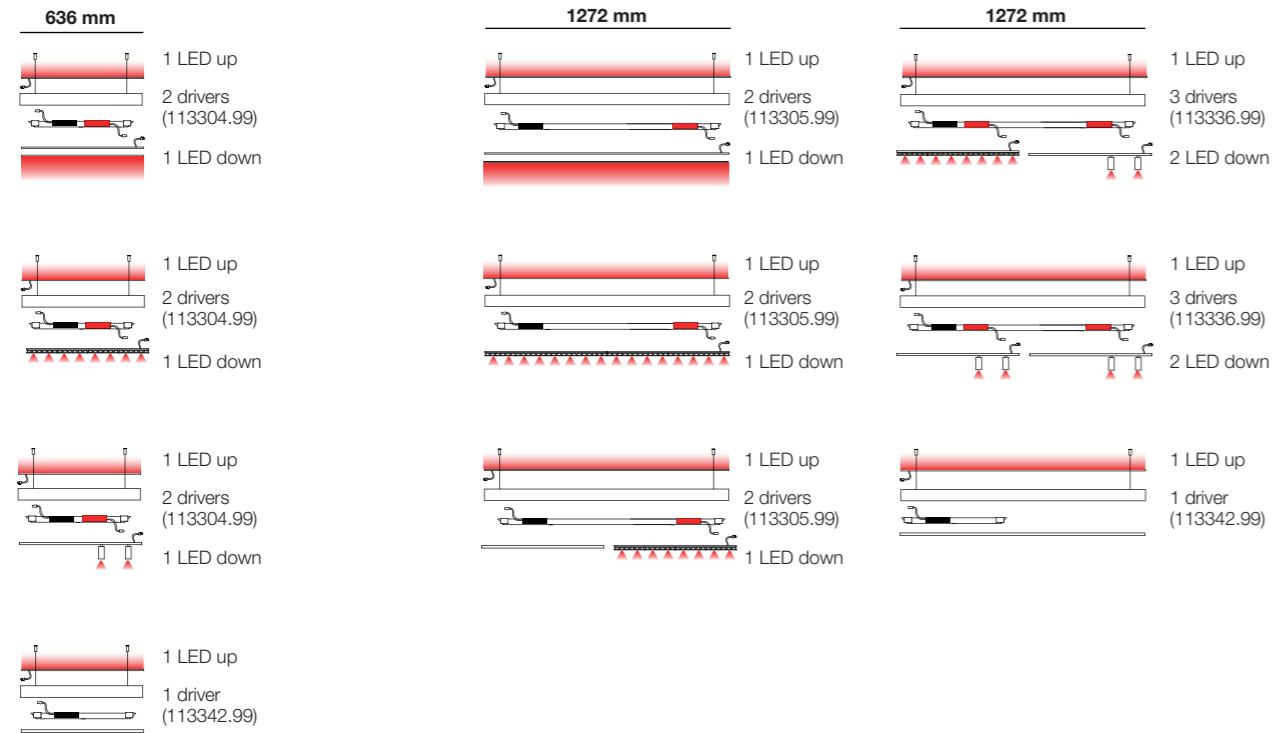 636 mm
1272 mm
1272 mm
1 LED up
2 drivers
(113304.99)
1 LED down
1 LED up
2 drivers
(113305.99)
1 LED down
1 LED up
3 drivers
(113336.99)
2 LED down
1 LED up
2 drivers
(113304.99)
1 LED down
1 LED up
2 drivers
(113305.99)
1 LED down
1 LED up
3 drivers
(113336.99)
2 LED down
1 LED up
2 drivers
(113304.99)
1 LED down
1 LED up
2 drivers
(113305.99)
1 LED down
1 LED up
1 driver
(113342.99)
1 LED up
1 driver
(113342.99)